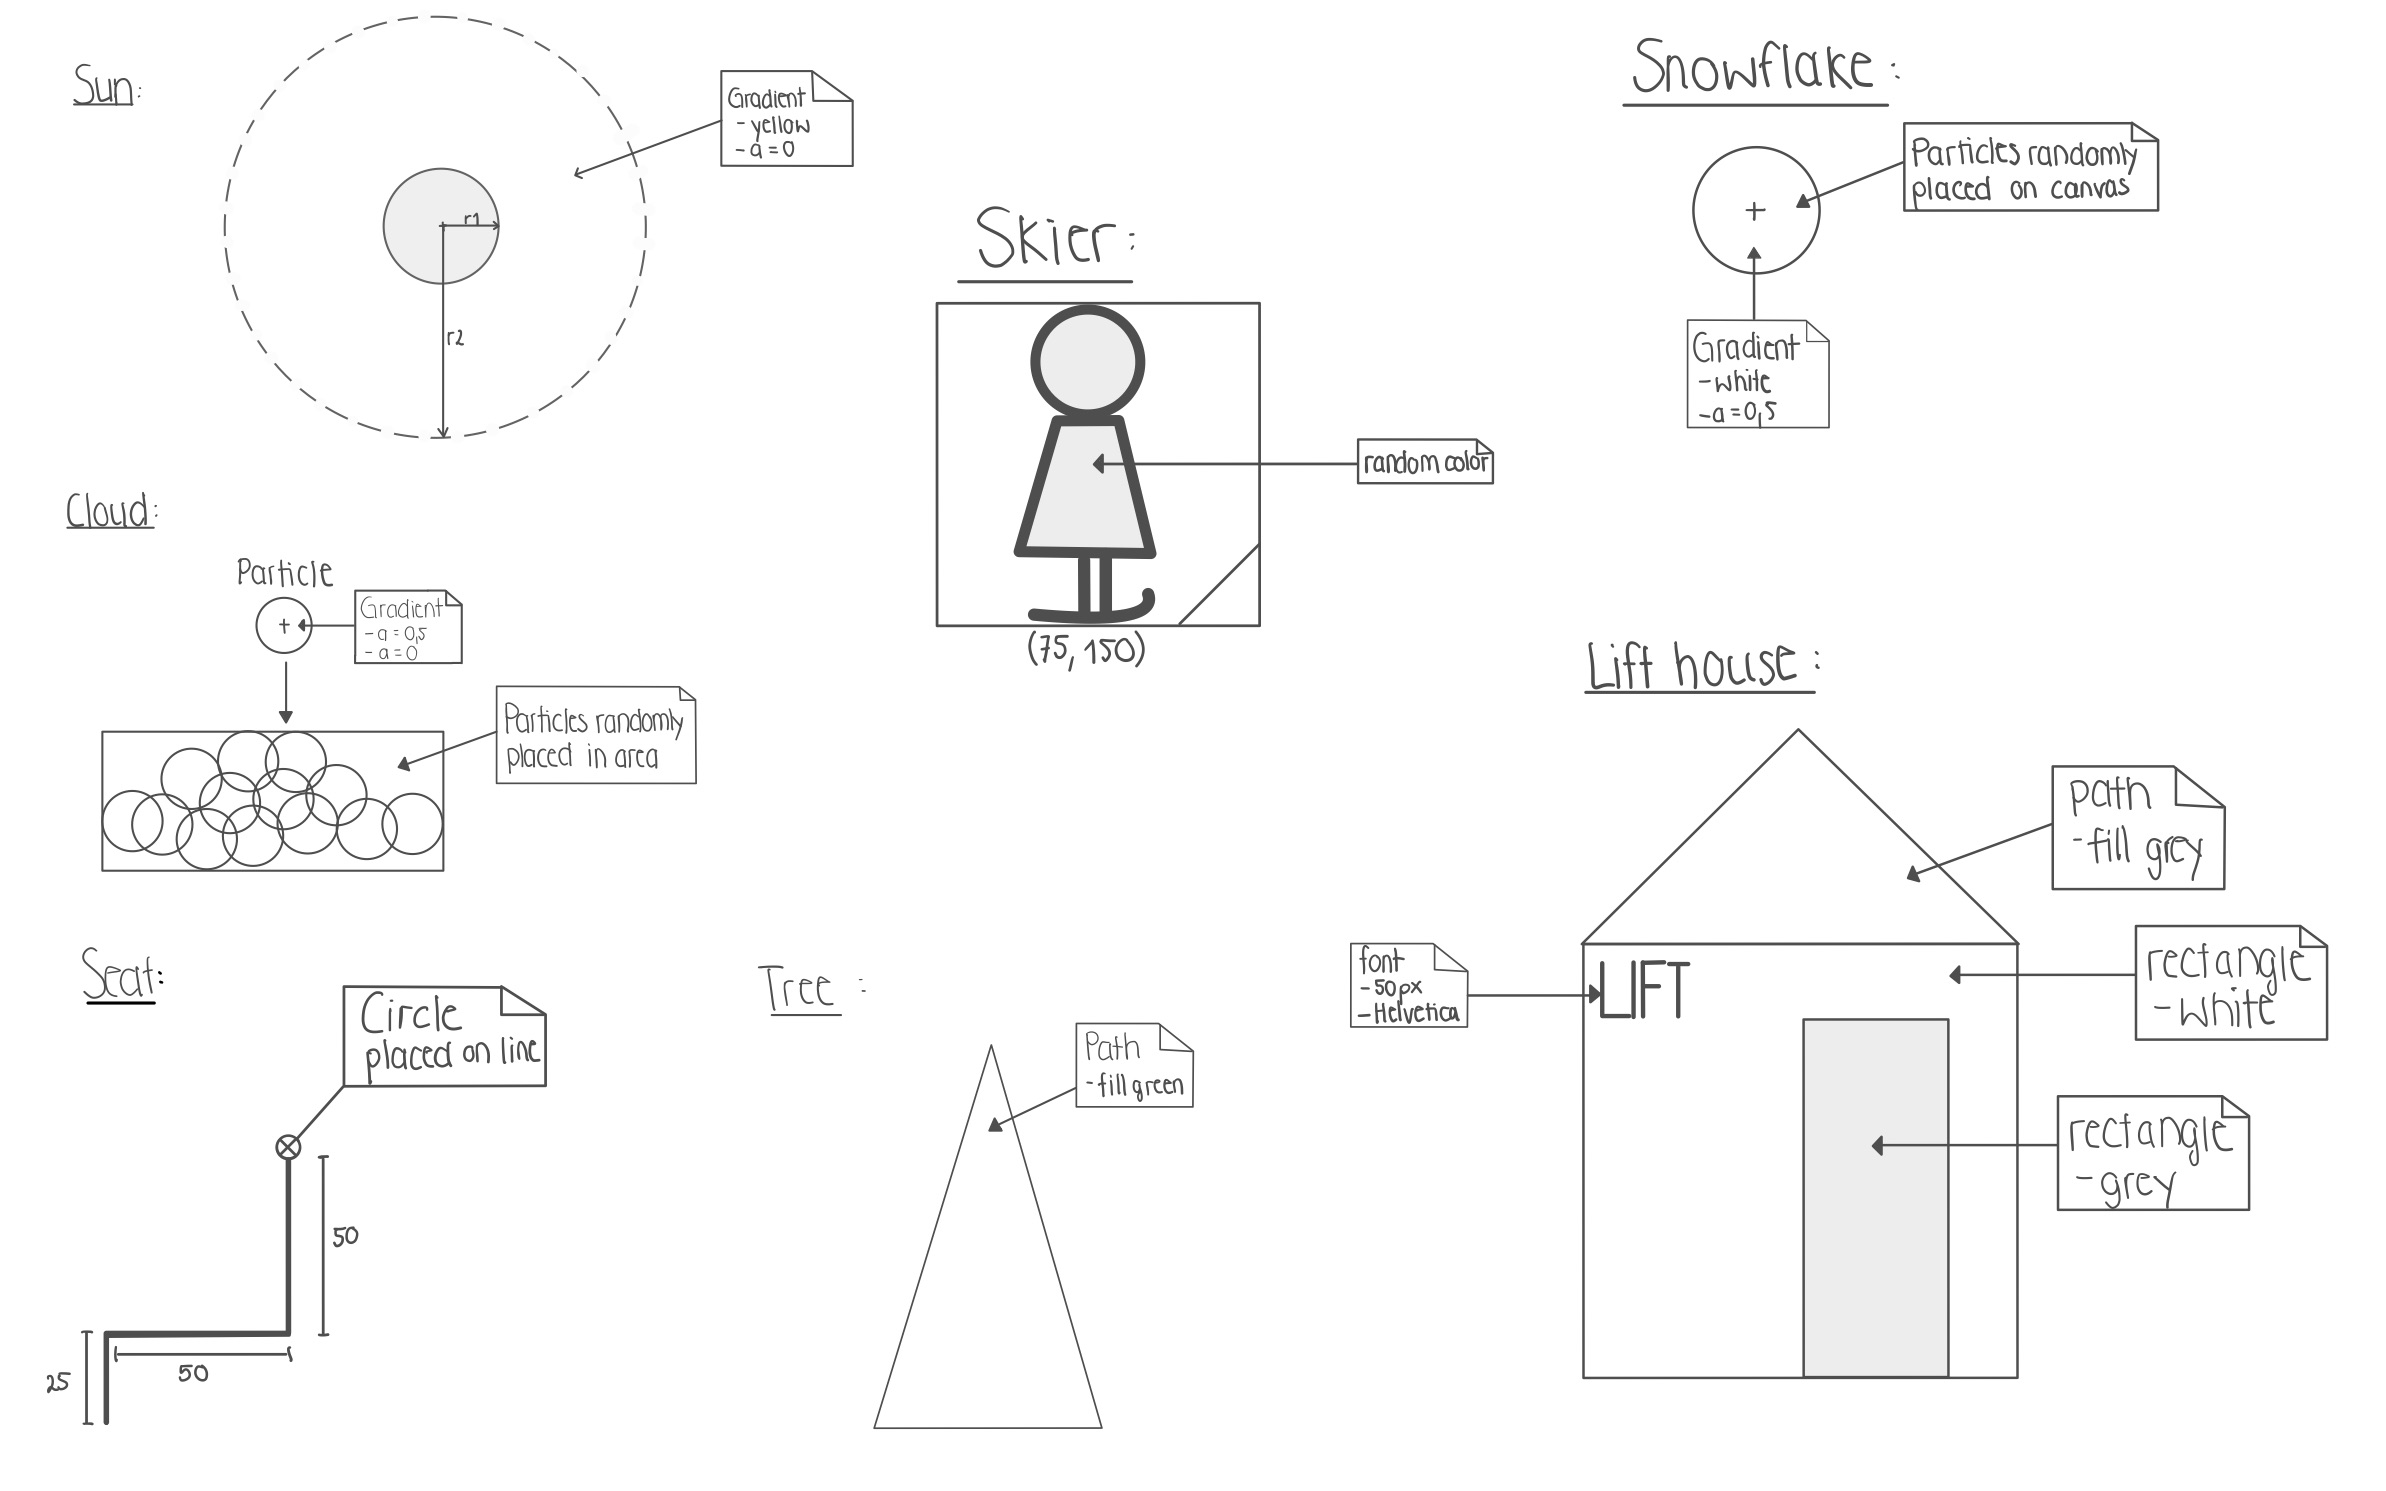 Sun:
Gradient
- yellow
- a = 0
r1
r2
Cloud:
Particle
Gradient
- a = 0,5
- a = 0
Particles randomly
placed in area
Seat:
Circle
placed on line
50
50
25
Skier:
random color
(75, 150)
Tree:
Path
- fill green
Snowflake:
Particles randomly
placed on canvas
Gradient
- white
- a = 0,5
Lift house:
path
- fill grey
font
- 50px
- Helvetica
LIFT
rectangle
- white
rectangle
- grey